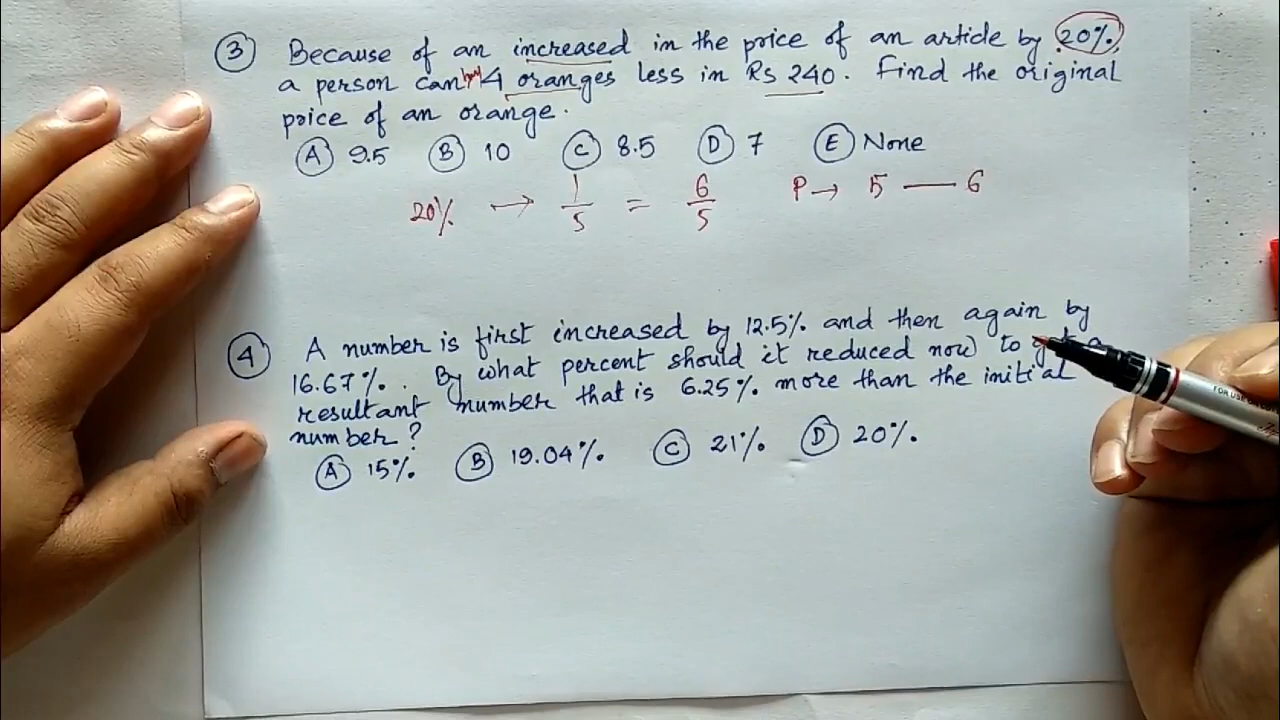 ③ Because of an increased in the price of an article by 20%.
a person can buy 4 oranges less in Rs 240. Find the original
price of an orange.
Ⓐ 9.5 Ⓑ 10 Ⓒ 8.5 Ⓓ 7 Ⓔ None
20% → 1/5 = 6/5 P → 5 — 6
④ A number is first increased by 12.5% and then again by
16.67%. By what percent should it reduced now to
resultant number that is 6.25% more than the initial
number?
Ⓐ 15% Ⓑ 19.04% Ⓒ 21% Ⓓ 20%.